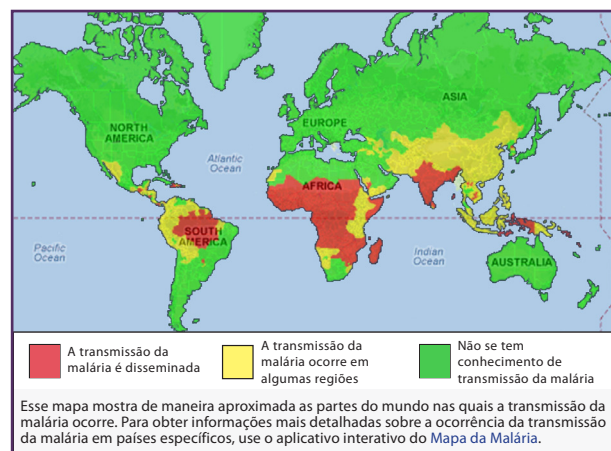 NORTH
AMERICA
EUROPE
ASIA
Atlantic
Ocean
AFRICA
SOUTH
AMERICA
Pacific
Ocean
Indian
Ocean
AUSTRALIA
A transmissão da
malária é disseminada
A transmissão da
malária ocorre em
algumas regiões
Não se tem
conhecimento de
transmissão da malária
Esse mapa mostra de maneira aproximada as partes do mundo nas quais a transmissão da
malária ocorre. Para obter informações mais detalhadas sobre a ocorrência da transmissão
da malária em países específicos, use o aplicativo interativo do Mapa da Malária.